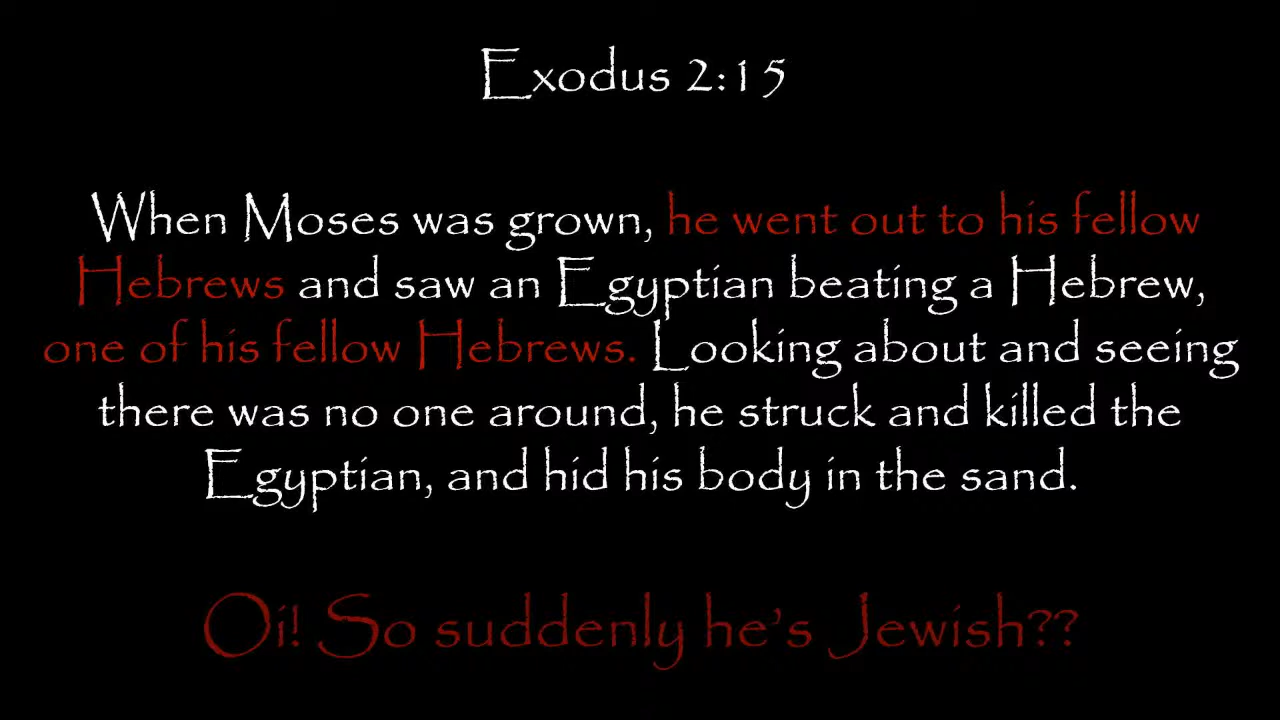 Exodus 2:15
When Moses was grown, he went out to his fellow
Hebrews and saw an Egyptian beating a Hebrew,
one of his fellow Hebrews. Looking about and seeing
there was no one around, he struck and killed the
Egyptian, and hid his body in the sand.
Oi! So suddenly he's Jewish??